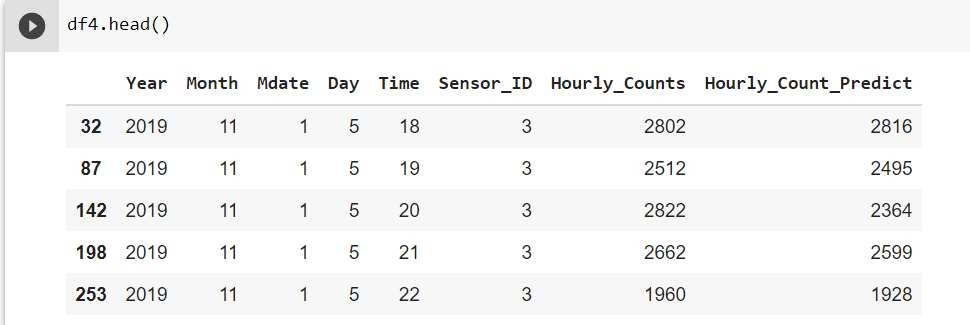 df4.head()
Year Month Mdate Day Time Sensor_ID Hourly_Counts Hourly_Count_Predict
32 2019 11 1 5 18 3 2802 2816
87 2019 11 1 5 19 3 2512 2495
142 2019 11 1 5 20 3 2822 2364
198 2019 11 1 5 21 3 2662 2599
253 2019 11 1 5 22 3 1960 1928